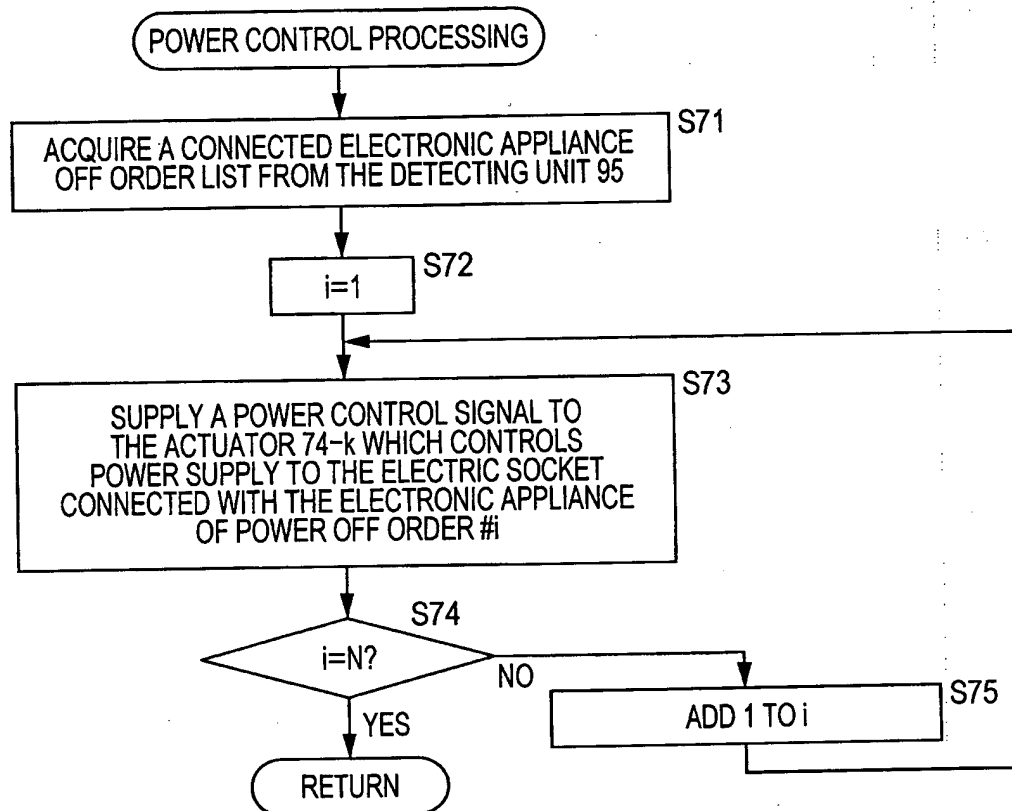 POWER CONTROL PROCESSING
S71
ACQUIRE A CONNECTED ELECTRONIC APPLIANCE
OFF ORDER LIST FROM THE DETECTING UNIT 95
S72
i=1
S73
SUPPLY A POWER CONTROL SIGNAL TO
THE ACTUATOR 74-k WHICH CONTROLS
POWER SUPPLY TO THE ELECTRIC SOCKET
CONNECTED WITH THE ELECTRONIC APPLIANCE
OF POWER OFF ORDER #i
S74
i=N?
NO
S75
ADD 1 TO i
YES
RETURN